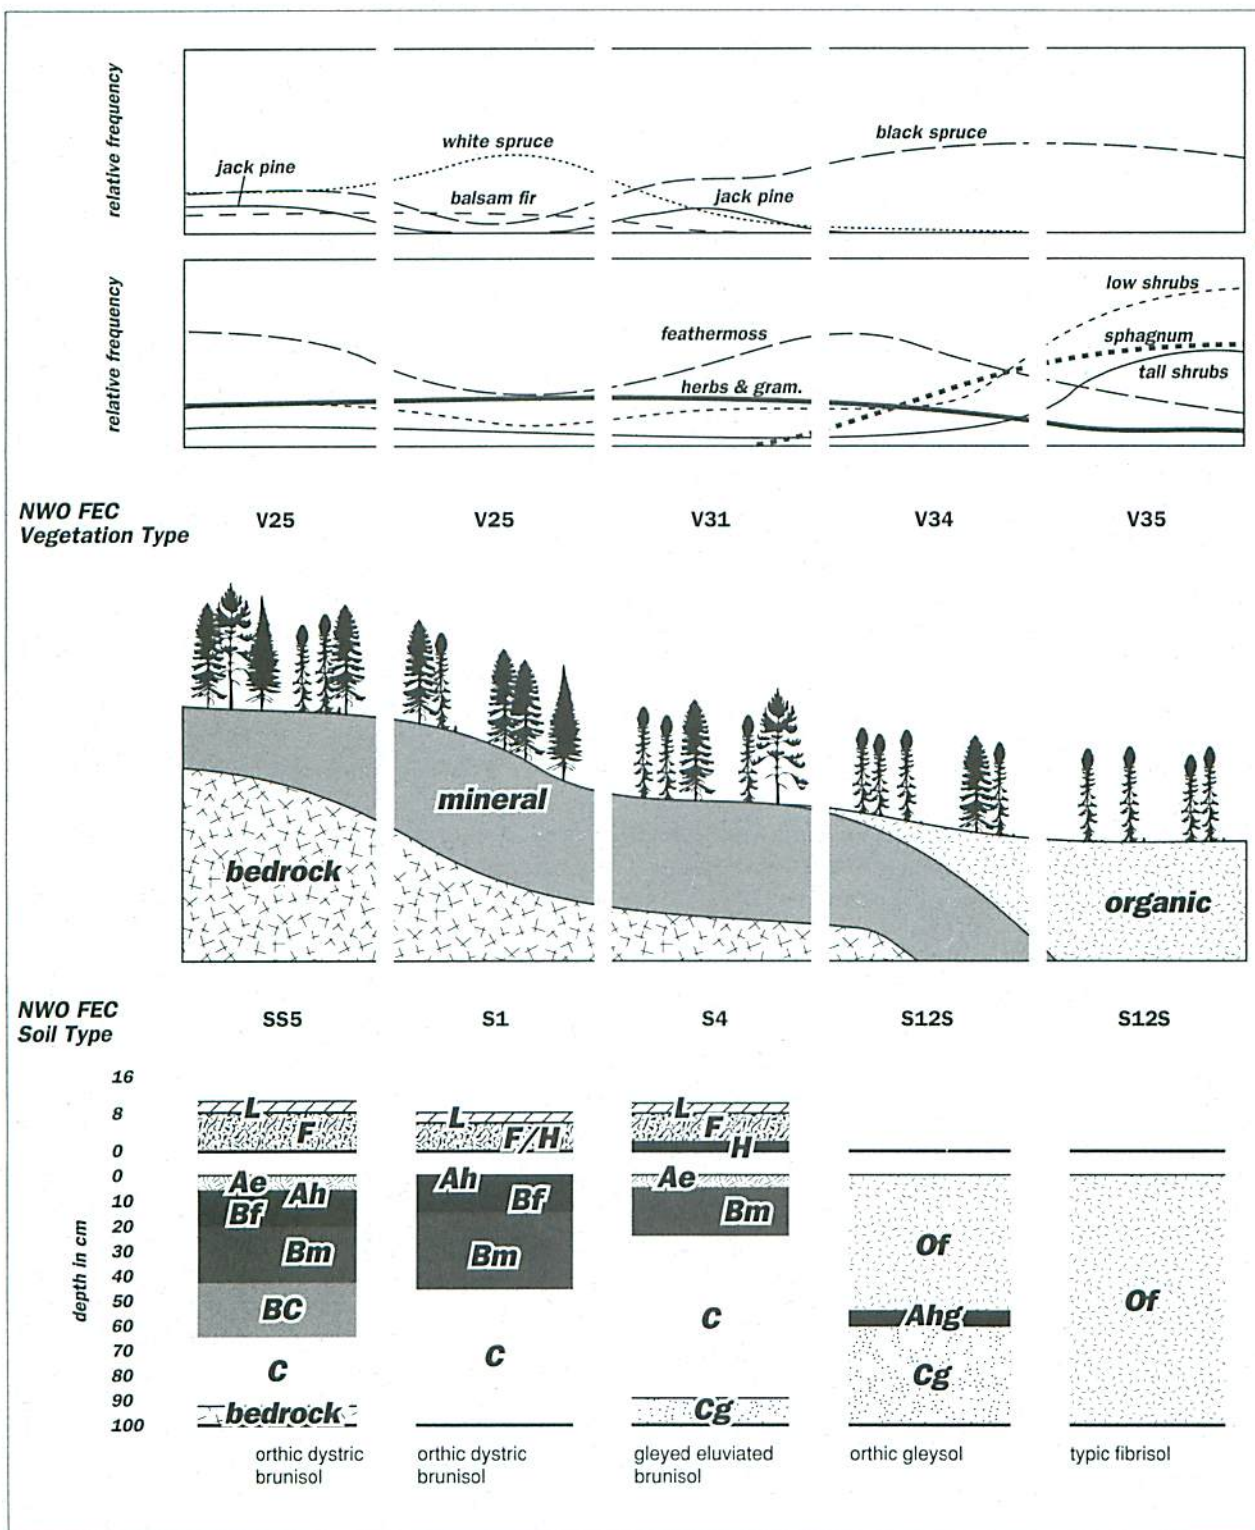 relative frequency
jack pine
white spruce
balsam fir
jack pine
black spruce
relative frequency
feathermoss
herbs & gram.
low shrubs
sphagnum
tall shrubs
NWO FEC
Vegetation Type
V25
V25
V31
V34
V35
mineral
bedrock
organic
NWO FEC
Soil Type
SS5
S1
S4
S12S
S12S
depth in cm
16
8
0
0
10
20
30
40
50
60
70
80
90
100
L
F
Ae
Ah
Bf
Bm
BC
C
bedrock
orthic dystric
brunisol
L
F/H
Ah
Bf
Bm
C
orthic dystric
brunisol
L
F
H
Ae
Bm
C
Cg
gleyed eluviated
brunisol
Of
Ahg
Cg
orthic gleysol
Of
typic fibrisol